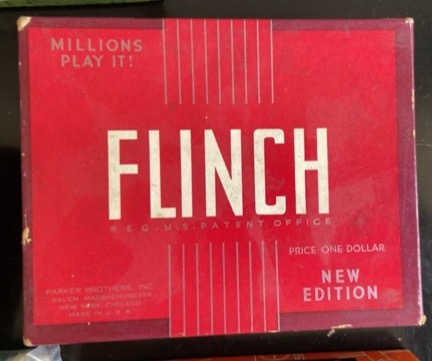 MILLIONS
PLAY IT!
FLINCH
REG. U.S. PATENT OFFICE
PRICE ONE DOLLAR
NEW
EDITION
PARKER BROTHERS, INC.
SALEM MASSACHUSETTS
NEW YORK CHICAGO
MADE IN U.S.A.